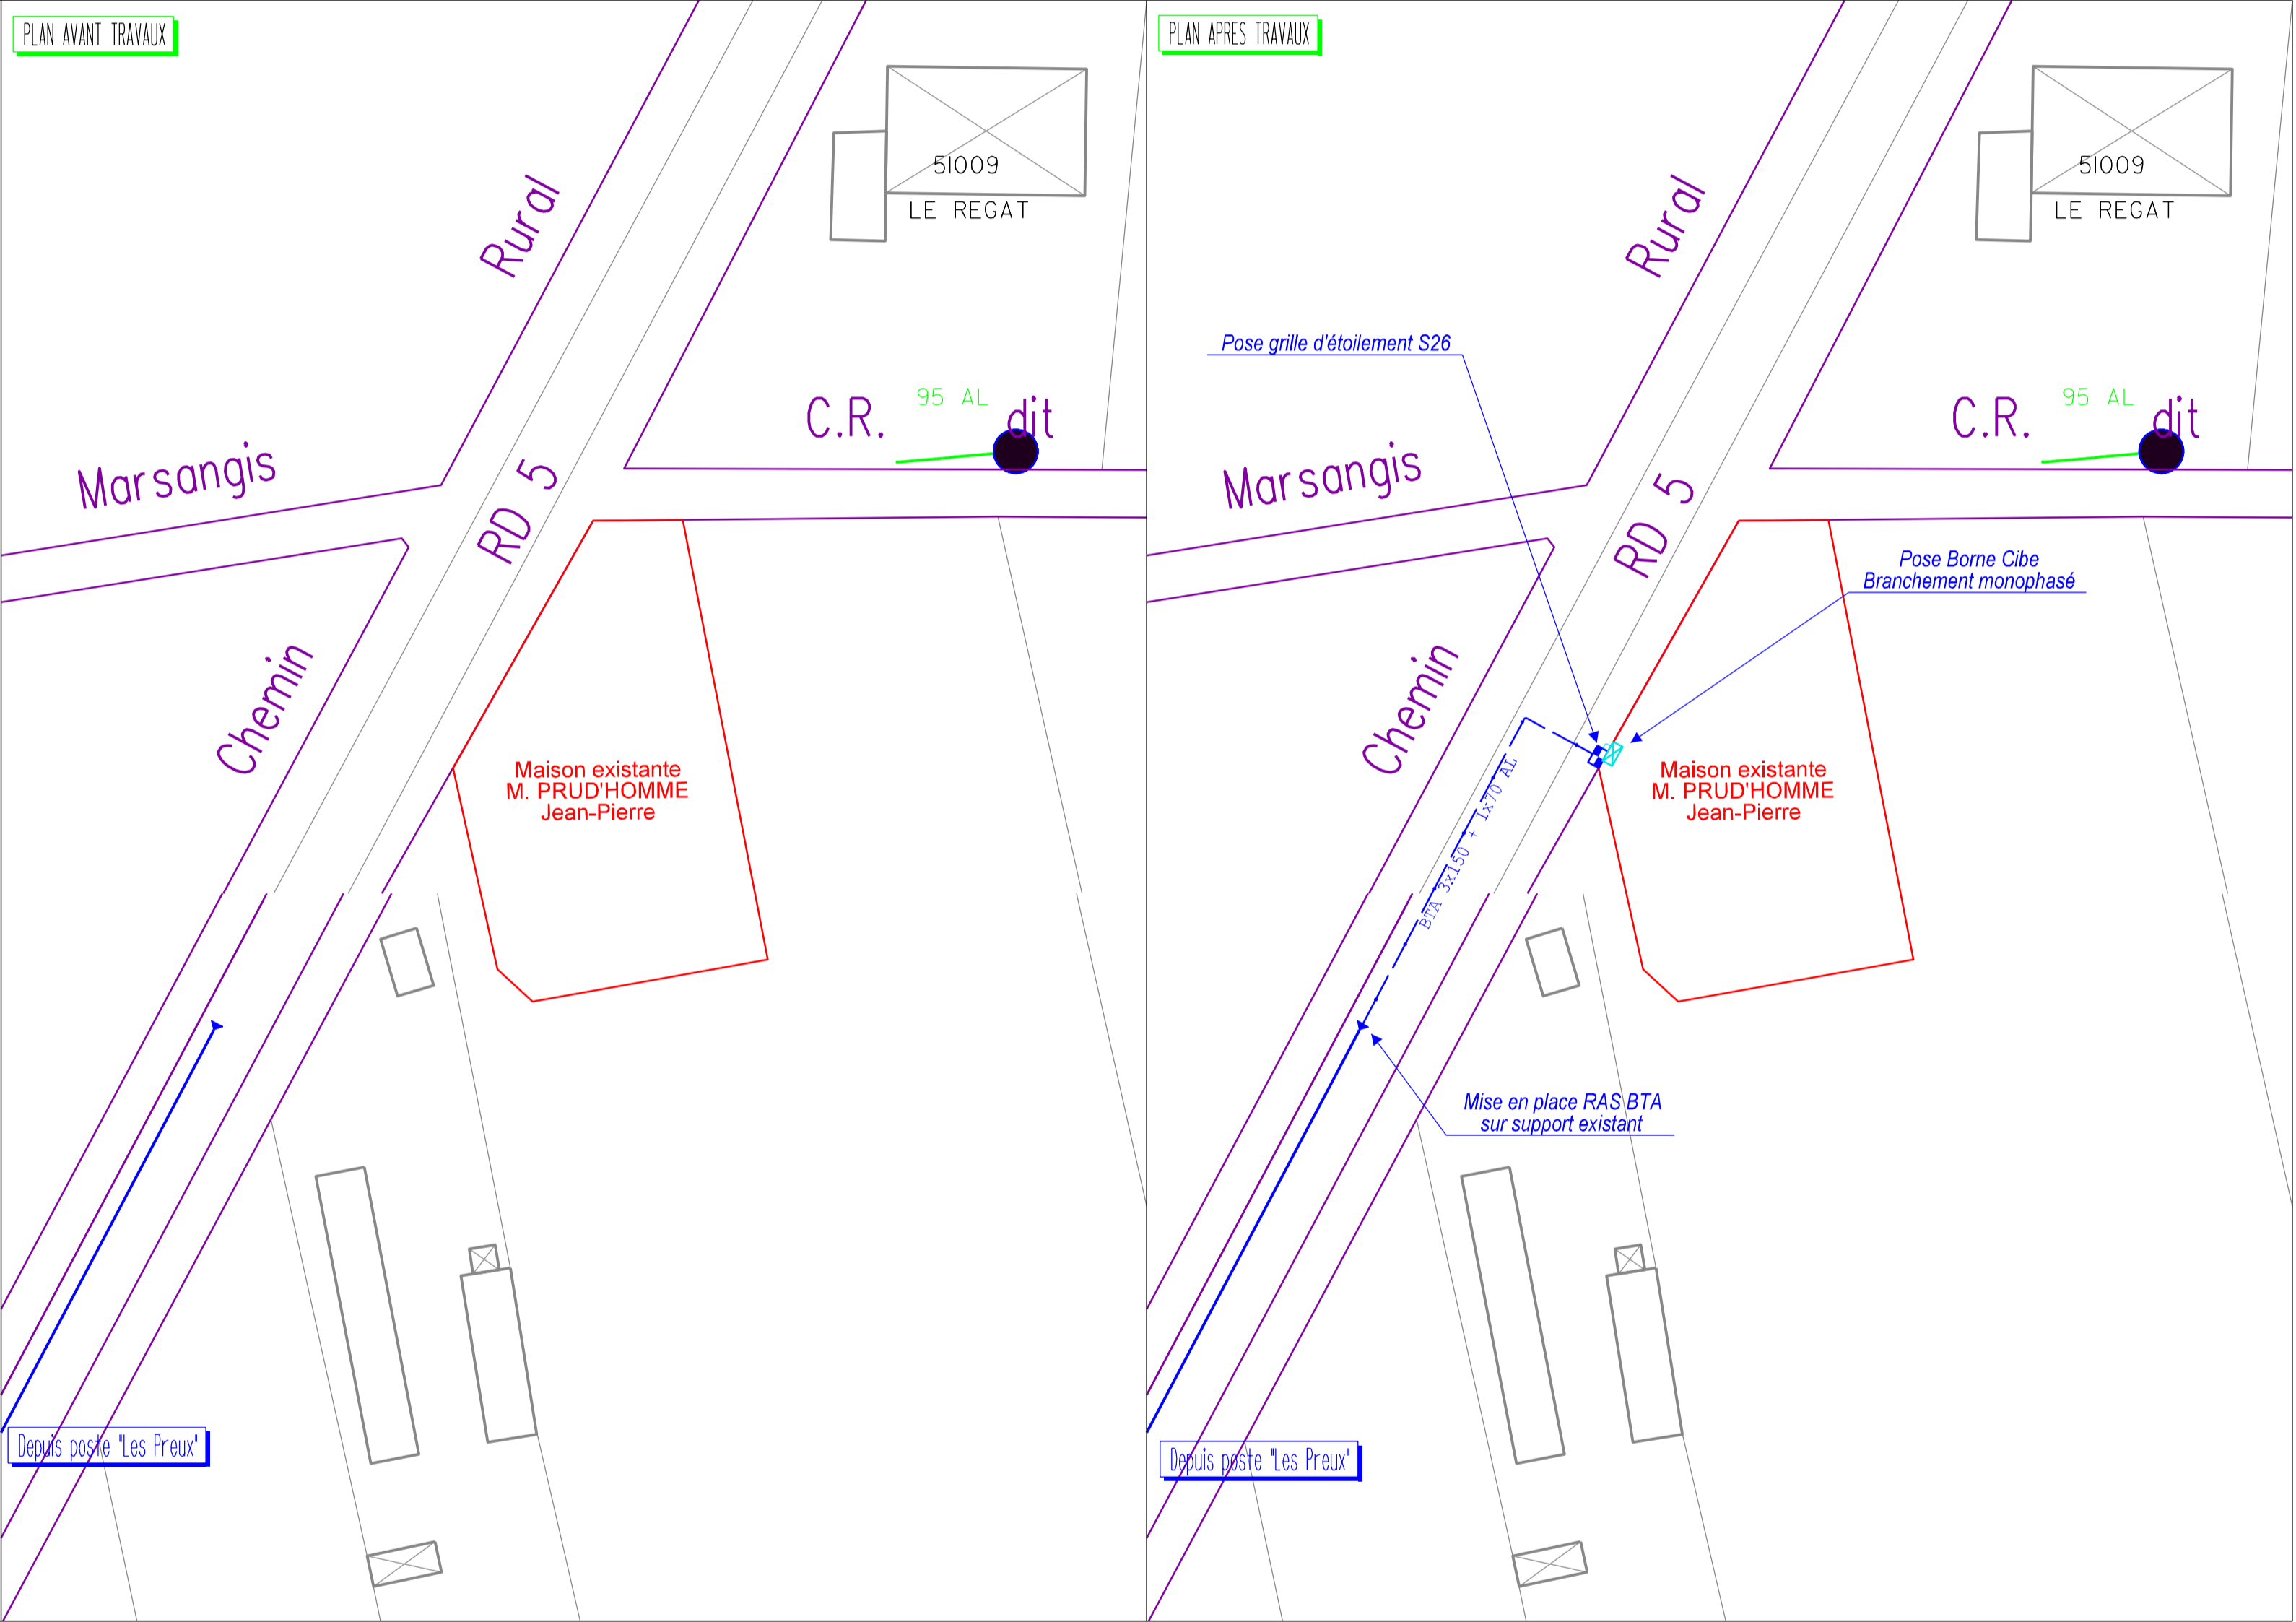 PLAN AVANT TRAVAUX
51009
LE REGAT
Rural
C.R.
95 AL
dit
Marsangis
RD 5
Chemin
Maison existante
M. PRUD'HOMME
Jean-Pierre
Depuis poste "Les Preux"
PLAN APRES TRAVAUX
51009
LE REGAT
Rural
Pose grille d'étoilement S26
C.R.
95 AL
dit
Marsangis
RD 5
Pose Borne Cibe
Branchement monophasé
Chemin
BTA 3x150 + 1x70 AL
Maison existante
M. PRUD'HOMME
Jean-Pierre
Mise en place RAS BTA
sur support existant
Depuis poste "Les Preux"